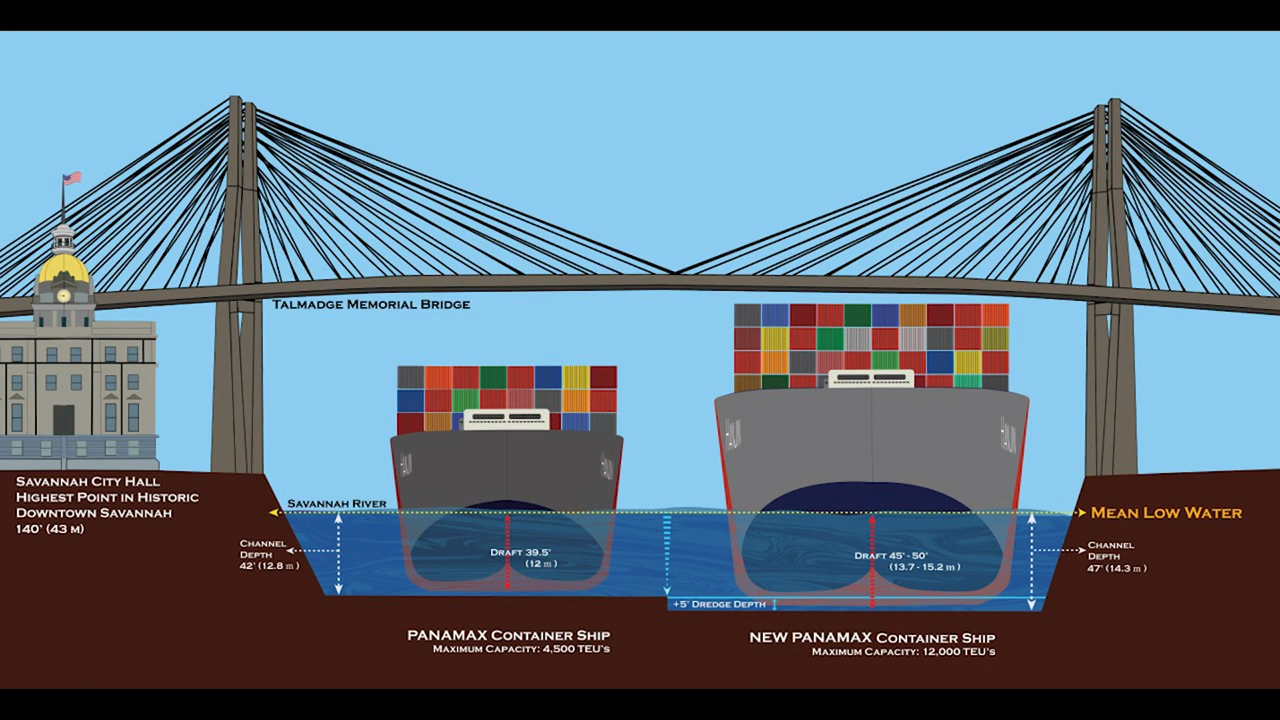 TALMADGE MEMORIAL BRIDGE
SAVANNAH CITY HALL
HIGHEST POINT IN HISTORIC
DOWNTOWN SAVANNAH
140' (43 M)
SAVANNAH RIVER
MEAN LOW WATER
CHANNEL
DEPTH
42' (12.8 m )
DRAFT 39.5'
(12 m )
DRAFT 45' - 50'
(13.7 - 15.2 m )
CHANNEL
DEPTH
47' (14.3 m )
+5' DREDGE DEPTH
PANAMAX CONTAINER SHIP
MAXIMUM CAPACITY: 4,500 TEU's
NEW PANAMAX CONTAINER SHIP
MAXIMUM CAPACITY: 12,000 TEU's